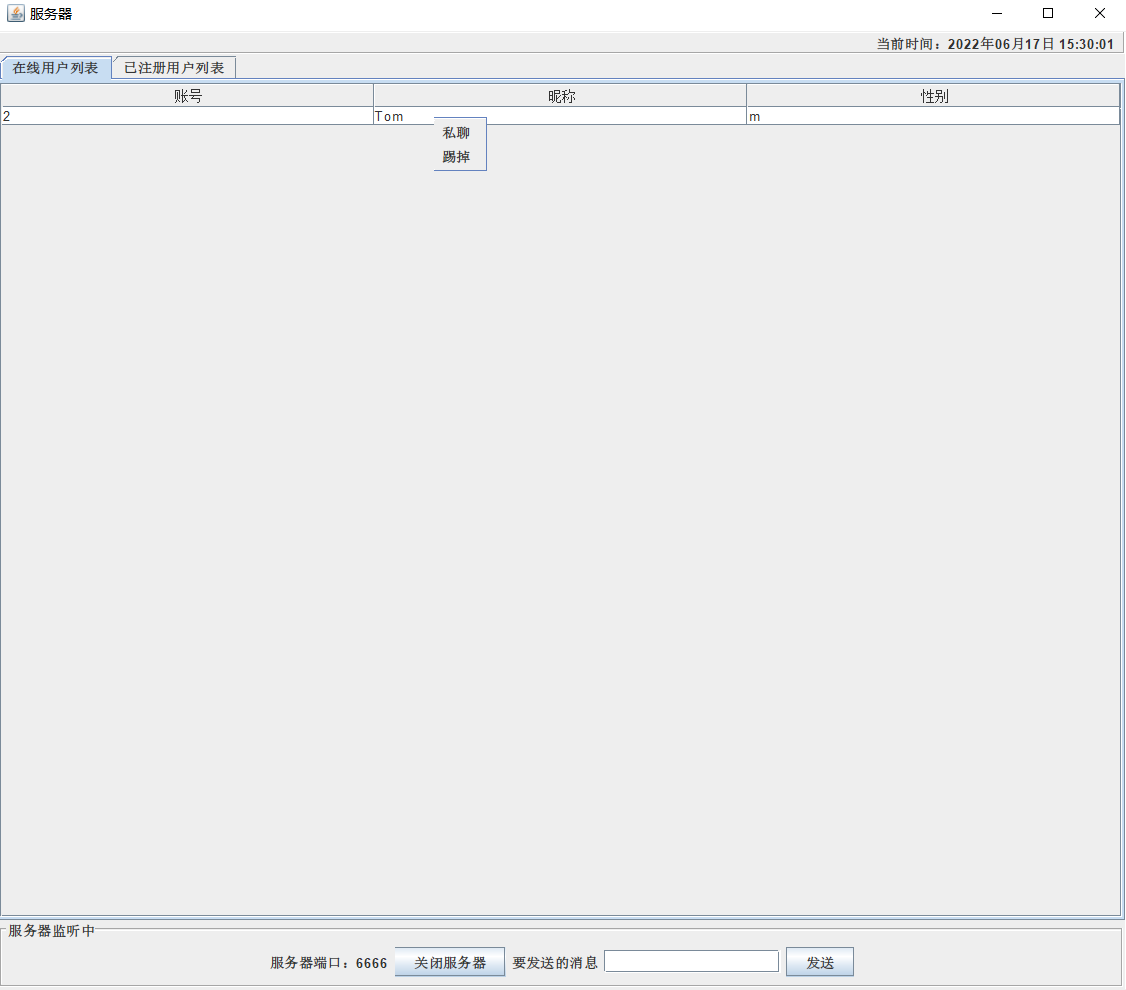 服务器
当前时间：2022年06月17日 15:30:01
在线用户列表 已注册用户列表
账号 昵称 性别
2 Tom m
私聊
踢掉
服务器监听中
服务器端口：6666 关闭服务器 要发送的消息 发送